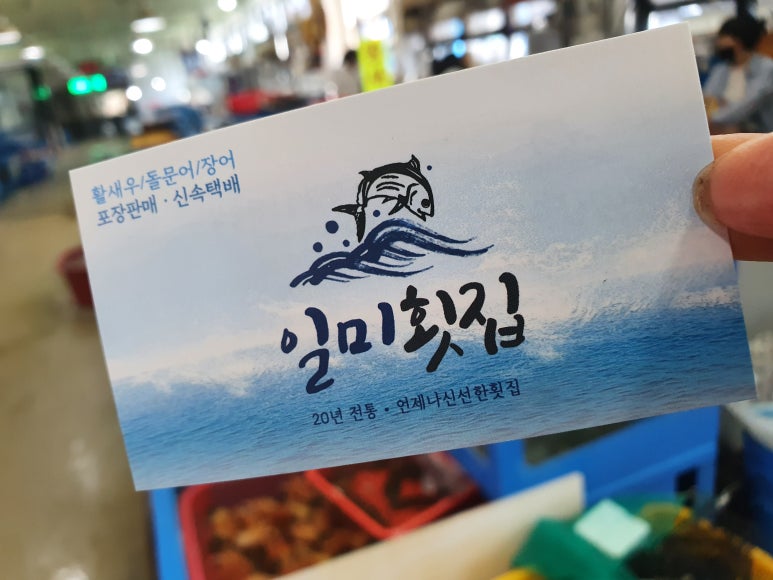 활새우/돌문어/장어
포장판매 · 신속택배
일미횟집
20년 전통 • 언제나신선한횟집